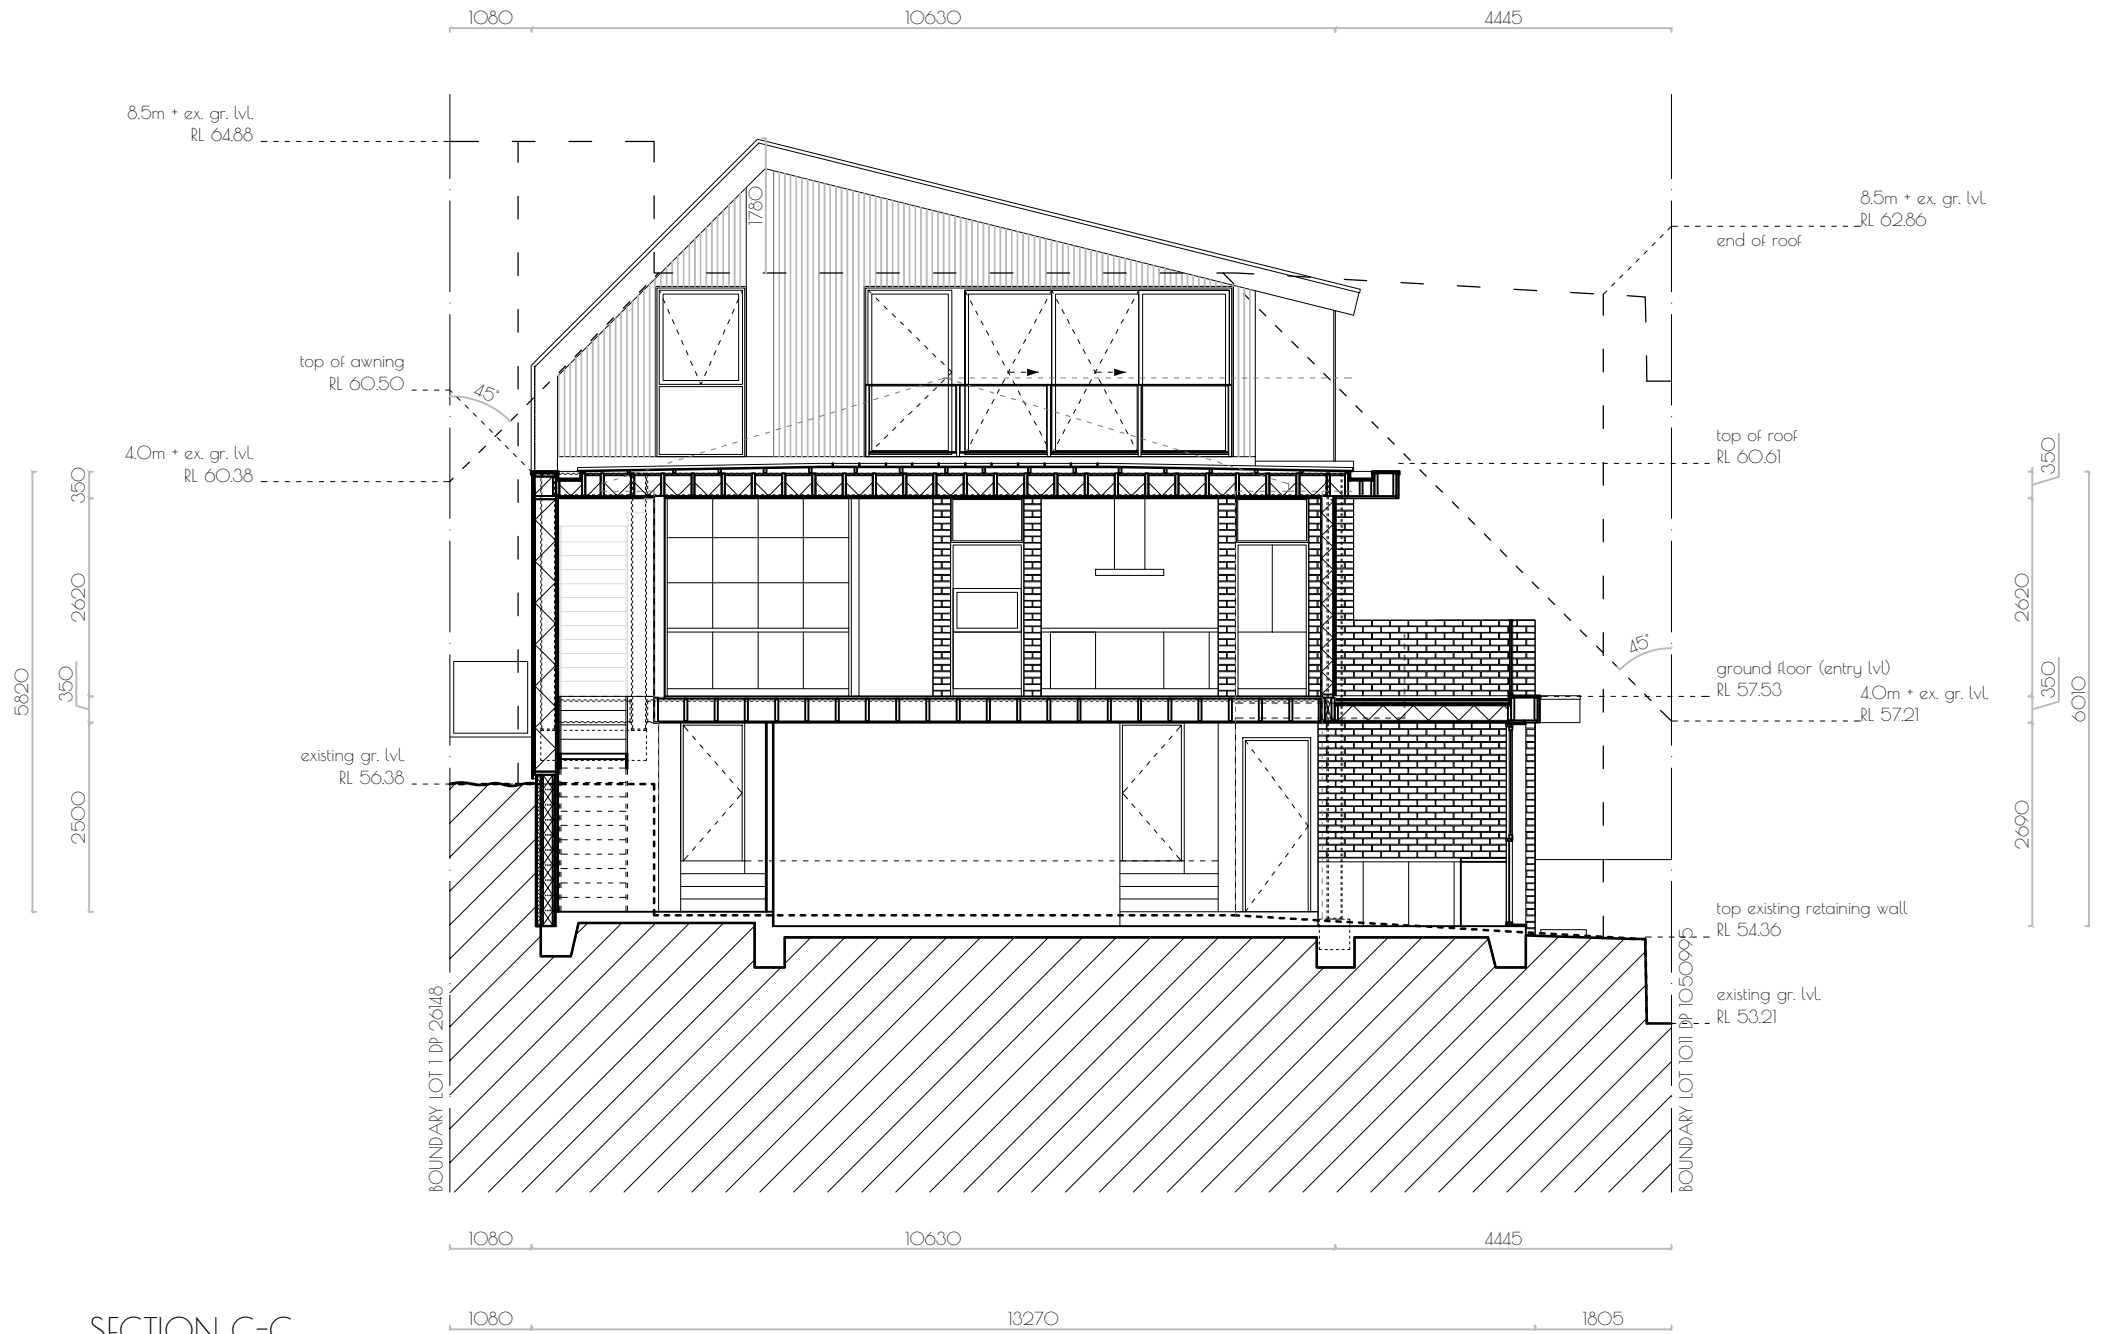 1080
10630
4445
8.5m + ex. gr. lvl.
RL 64.88
1780
8.5m + ex. gr. lvl.
RL 62.86
end of roof
top of awning
RL 60.50
45°
4.0m + ex. gr. lvl.
RL 60.38
top of roof
RL 60.61
350
350
2620
2620
5820
350
45°
ground floor (entry lvl)
RL 57.53
4.0m + ex. gr. lvl.
RL 57.21
350
6010
existing gr. lvl.
RL 56.38
2500
2690
top existing retaining wall
RL 54.36
existing gr. lvl.
RL 53.21
BOUNDARY LOT 1 DP 26148
BOUNDARY LOT 1011 DP 1050995
1080
10630
4445
SECTION C-C
1080
13270
1805